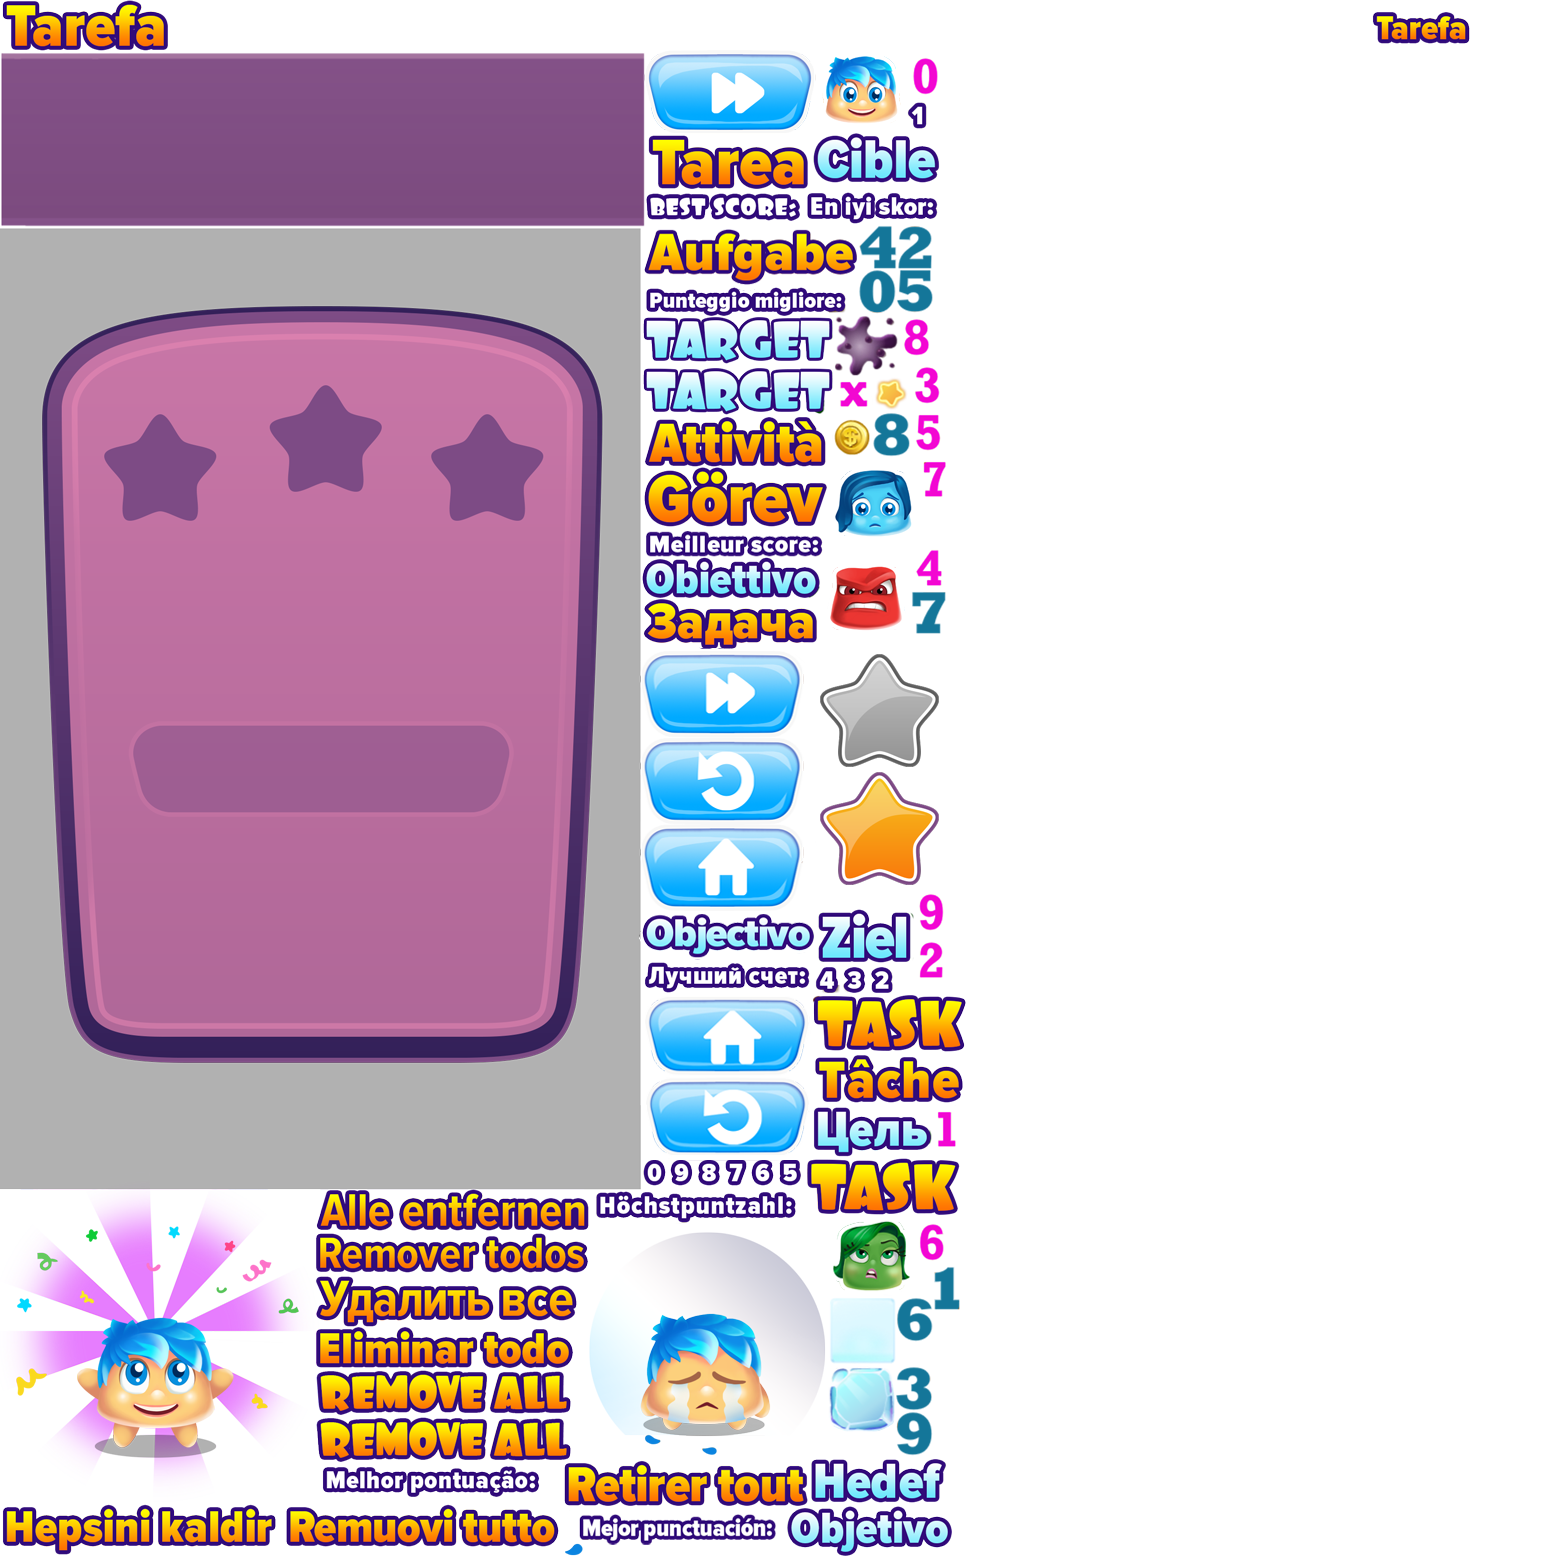 Tarefa
Tarefa
0
1
Tarea Cible
BEST SCORE: En iyi skor:
Aufgabe 42
05
Punteggio migliore:
TARGET 8
TARGET x 3
Attività 8 5
Görev 7
Meilleur score:
Obiettivo 4
Задача 7
Objectivo Ziel 9
2
Лучший счет: 4 3 2
TASK
Tâche
Цель 1
0 9 8 7 6 5 TASK
Alle entfernen Höchstpuntzahl:
Remover todos 6
1
Удалить все 6
Eliminar todo
REMOVE ALL 3
REMOVE ALL 9
Melhor pontuação: Retirer tout Hedef
Hepsini kaldir Remuovi tutto Mejor punctuación: Objetivo